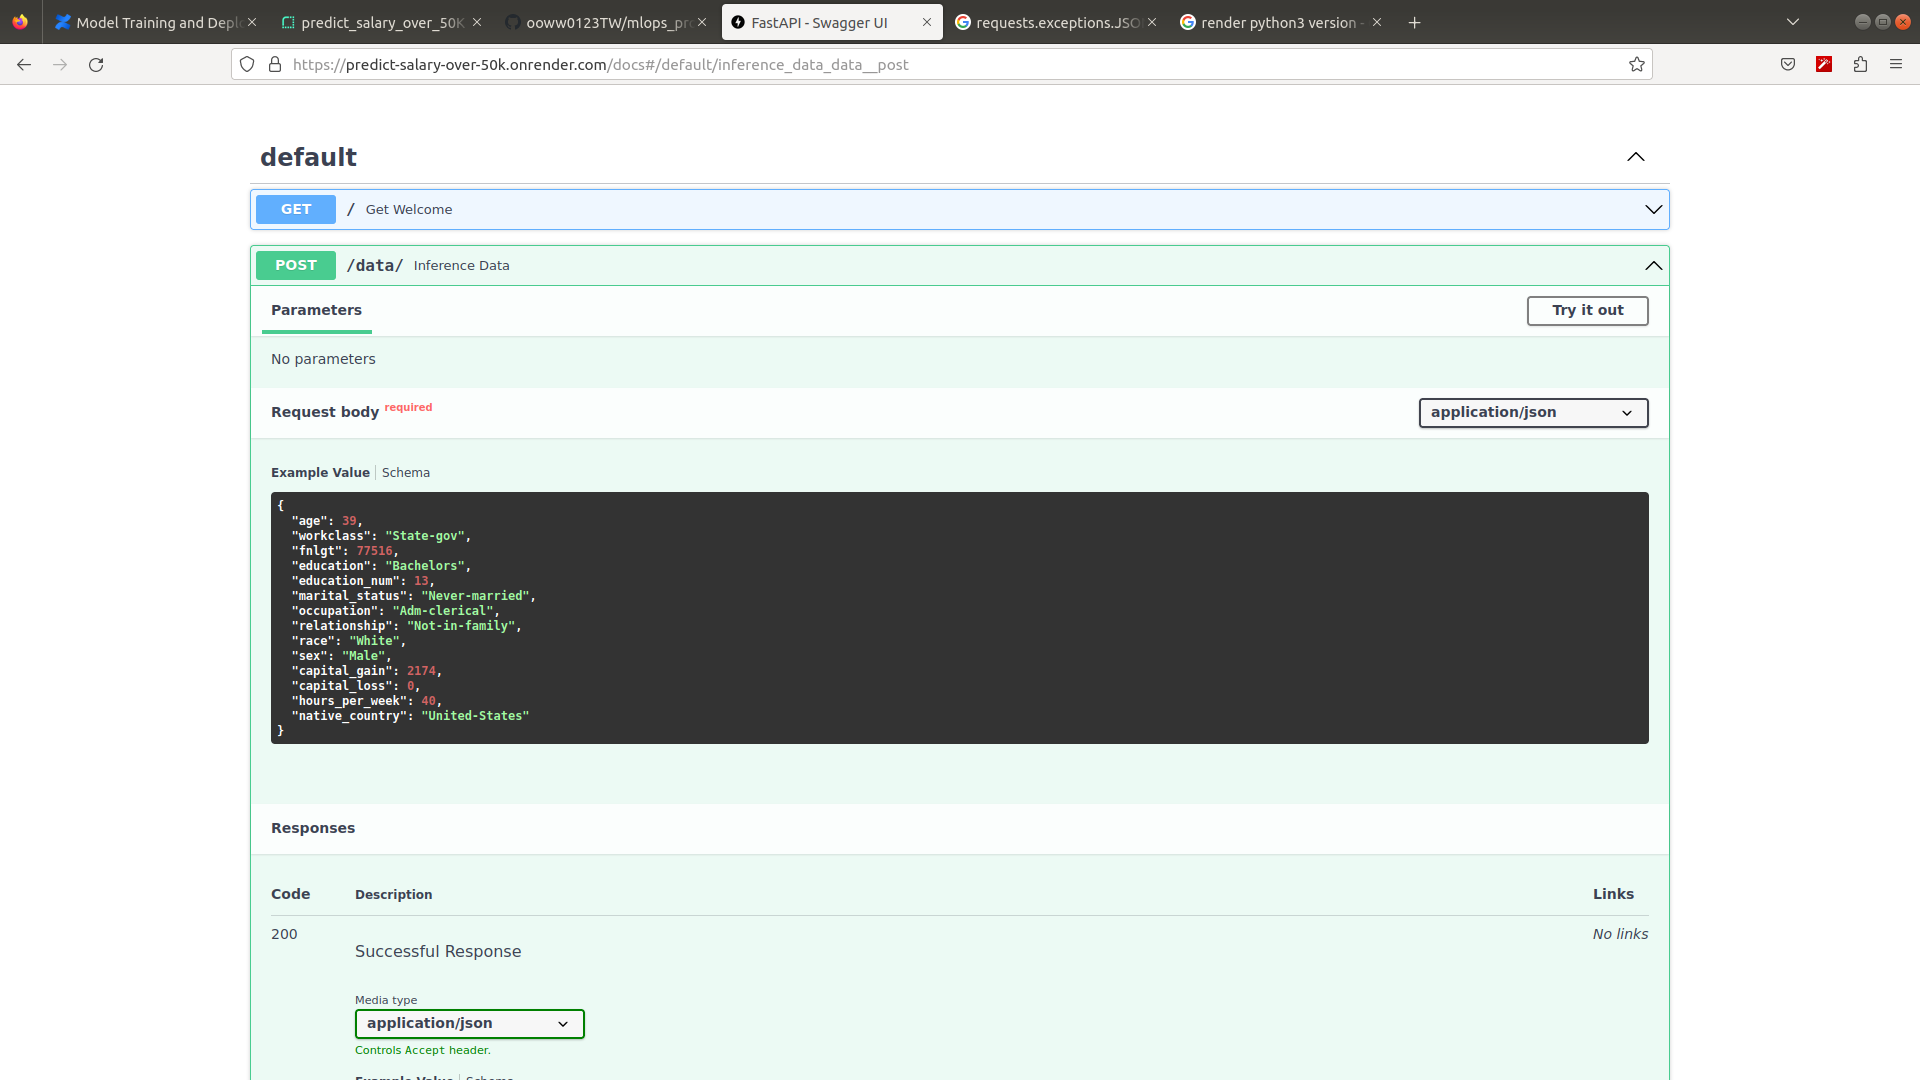 Model Training and Depl
predict_salary_over_50K
ooww0123TW/mlops_pro
FastAPI - Swagger UI
requests.exceptions.JSO
render python3 version -
https://predict-salary-over-50k.onrender.com/docs#/default/inference_data_data__post
default
GET / Get Welcome
POST /data/ Inference Data
Parameters
Try it out
No parameters
Request body required
application/json
Example Value Schema
{
"age": 39,
"workclass": "State-gov",
"fnlgt": 77516,
"education": "Bachelors",
"education_num": 13,
"marital_status": "Never-married",
"occupation": "Adm-clerical",
"relationship": "Not-in-family",
"race": "White",
"sex": "Male",
"capital_gain": 2174,
"capital_loss": 0,
"hours_per_week": 40,
"native_country": "United-States"
}
Responses
Code Description Links
200 No links
Successful Response
Media type
application/json
Controls Accept header.
Example Value Schema